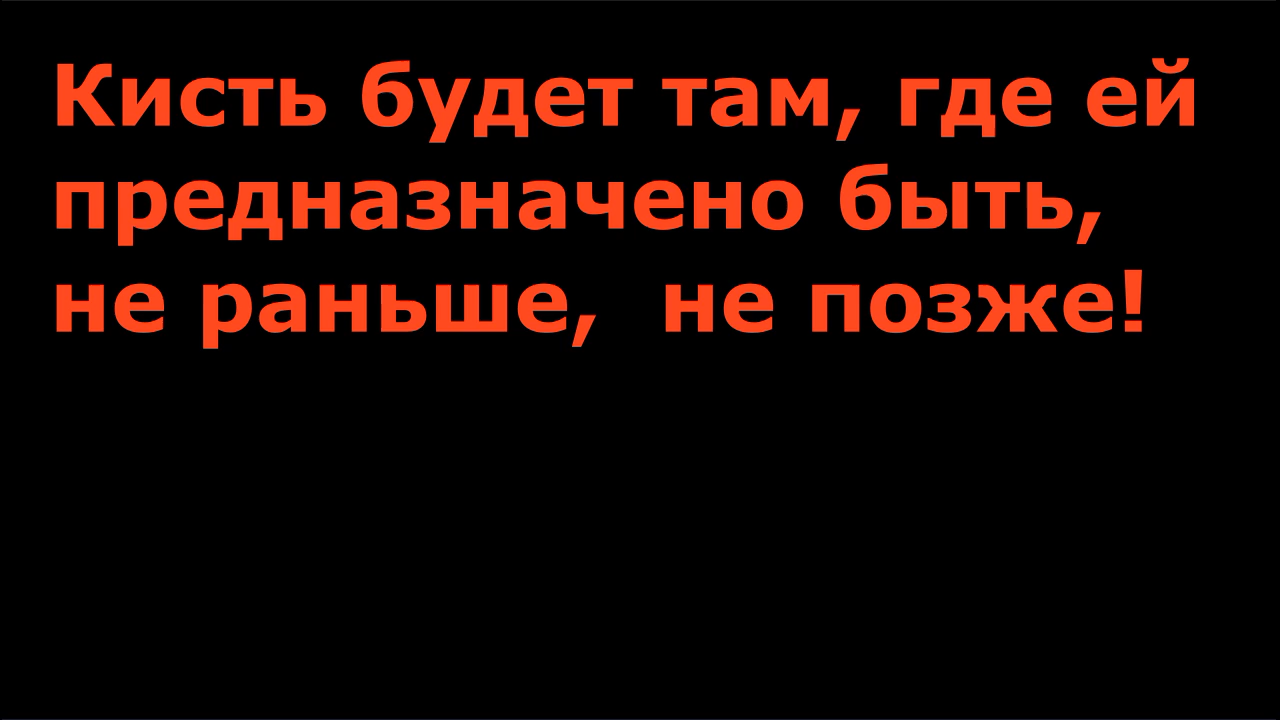 Кисть будет там, где ей
предназначено быть,
не раньше,  не позже!